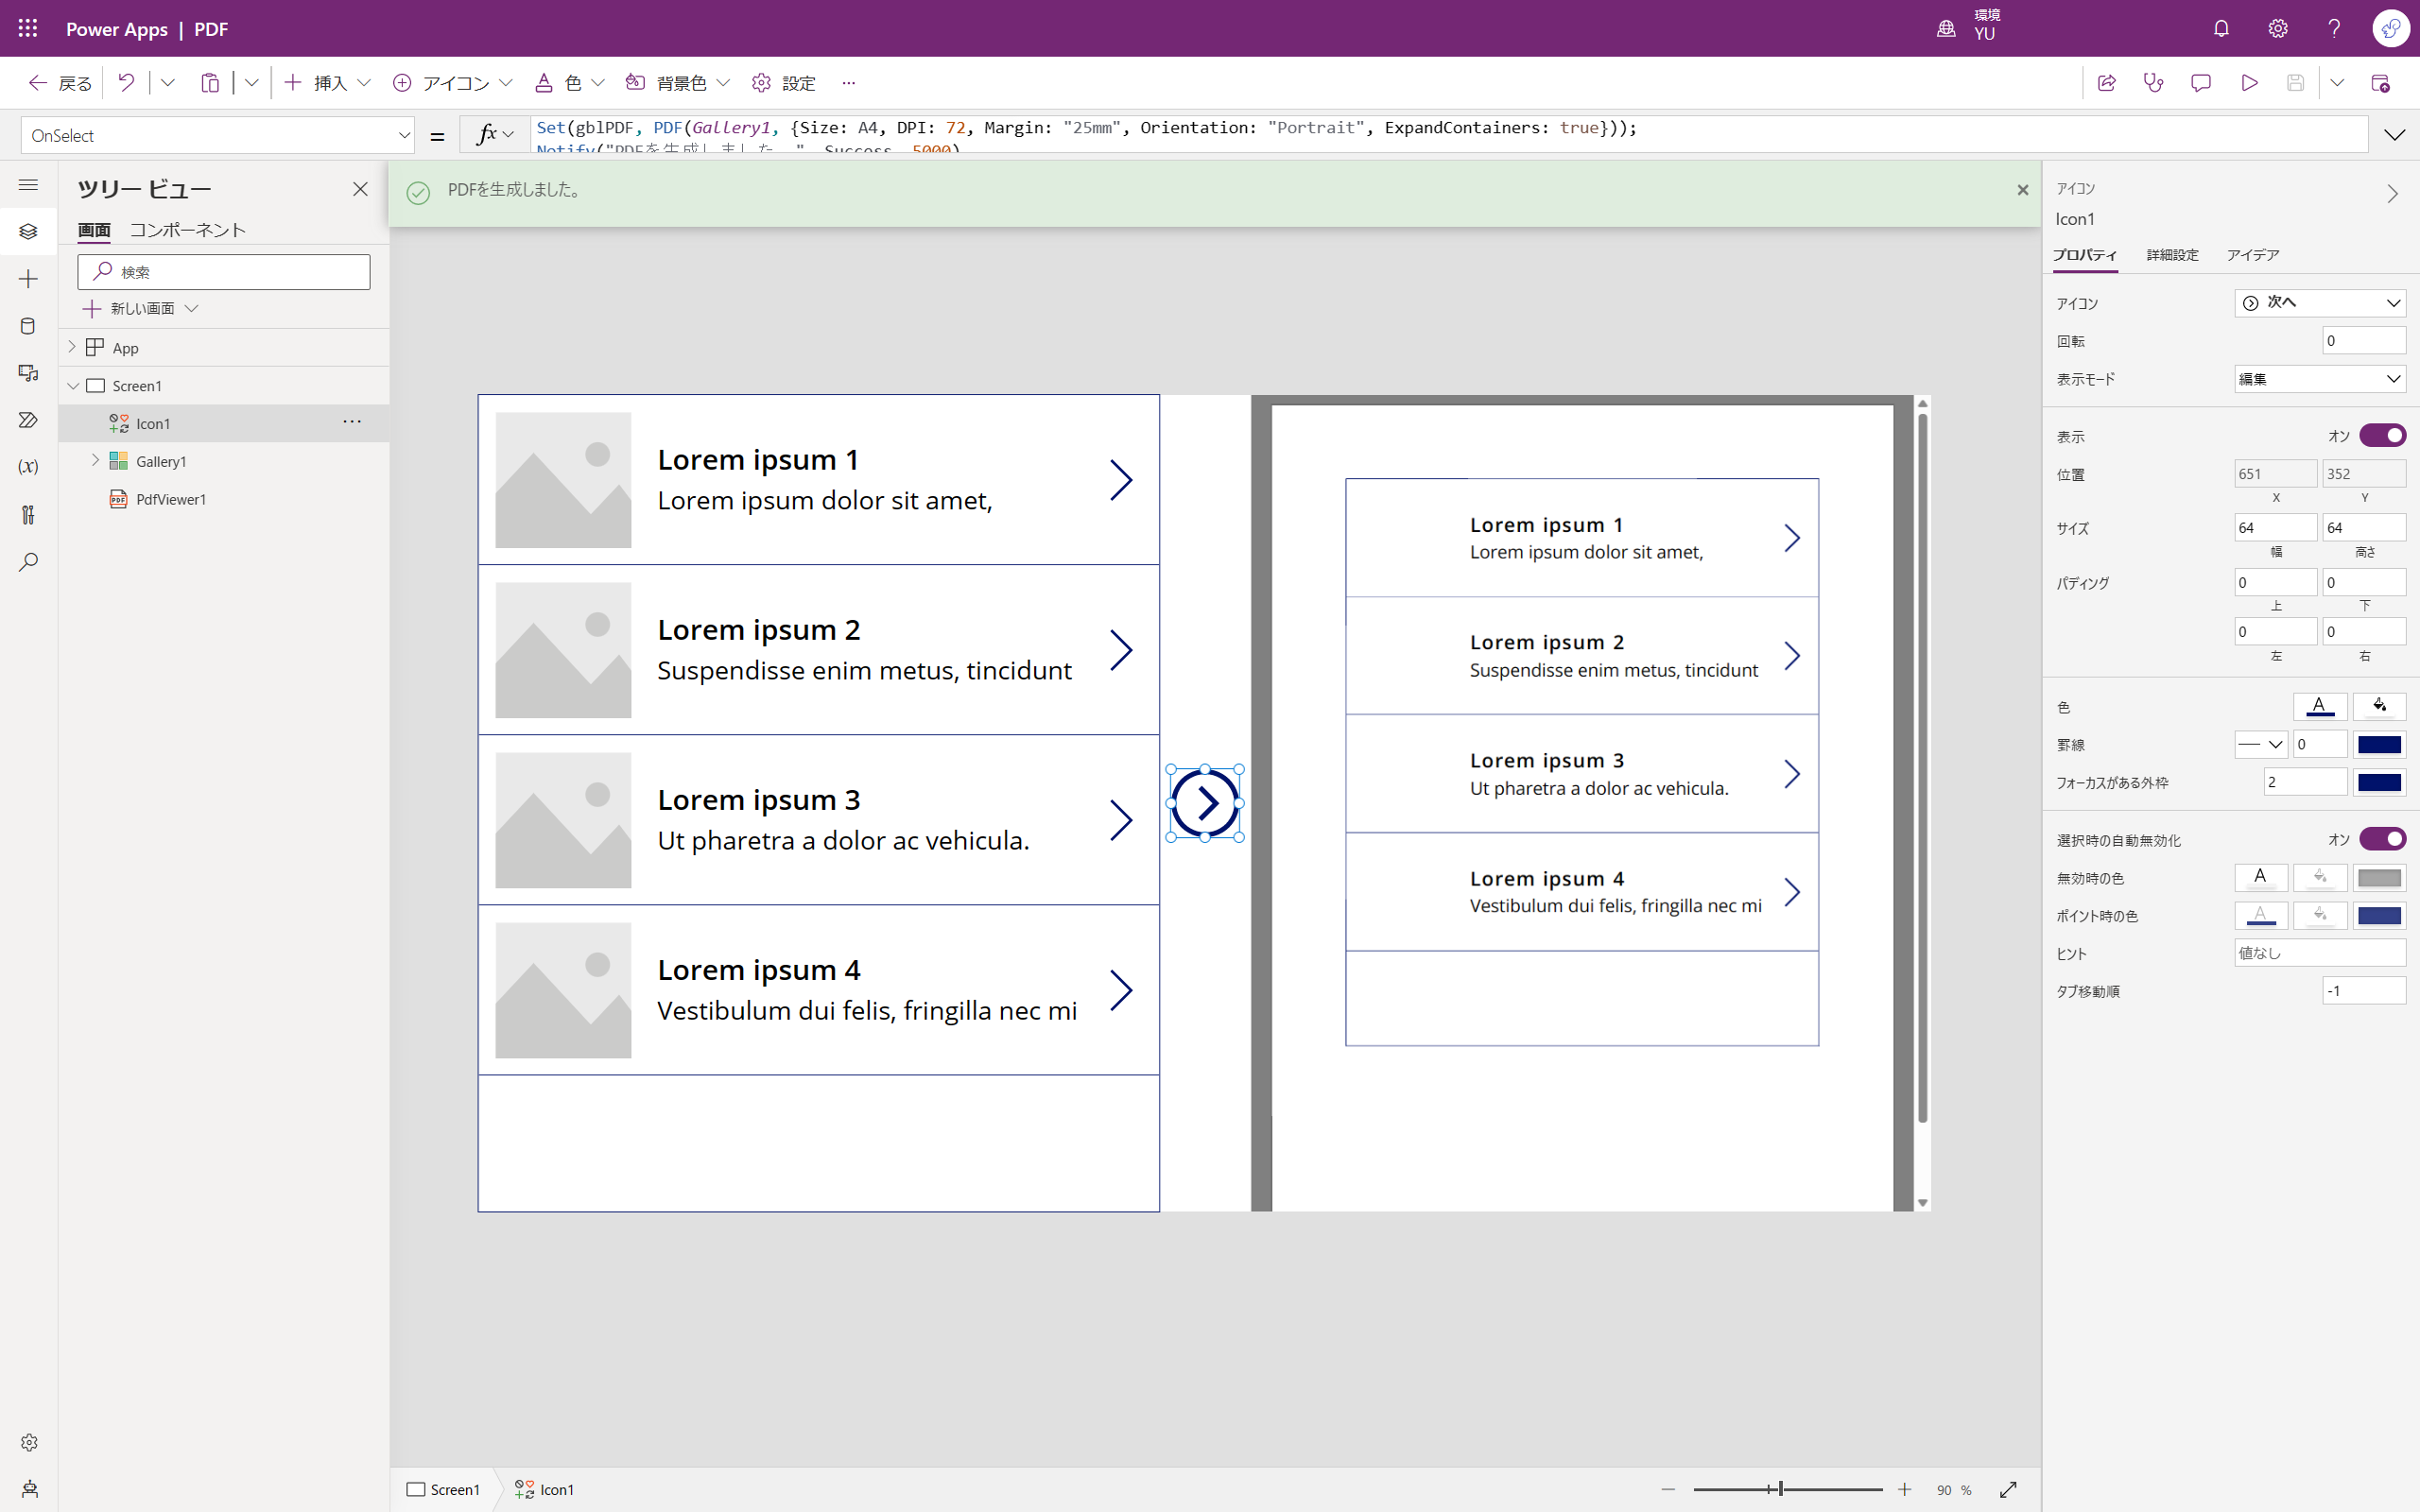 Power Apps | PDF
環境
YU
戻る
挿入
アイコン
色
背景色
設定
OnSelect
=
fx
Set(gblPDF, PDF(Gallery1, {Size: A4, DPI: 72, Margin: "25mm", Orientation: "Portrait", ExpandContainers: true}));
Notify("PDFを生成しました。", Success, 5000)
ツリー ビュー
画面 コンポーネント
検索
新しい画面
App
Screen1
Icon1
Gallery1
PdfViewer1
PDFを生成しました。
Lorem ipsum 1
Lorem ipsum dolor sit amet,
Lorem ipsum 2
Suspendisse enim metus, tincidunt
Lorem ipsum 3
Ut pharetra a dolor ac vehicula.
Lorem ipsum 4
Vestibulum dui felis, fringilla nec mi
Lorem ipsum 1
Lorem ipsum dolor sit amet,
Lorem ipsum 2
Suspendisse enim metus, tincidunt
Lorem ipsum 3
Ut pharetra a dolor ac vehicula.
Lorem ipsum 4
Vestibulum dui felis, fringilla nec mi
アイコン
Icon1
プロパティ 詳細設定 アイデア
アイコン 次へ
回転 0
表示モード 編集
表示 オン
位置 651 352
X Y
サイズ 64 64
幅 高さ
パディング 0 0
上 下
0 0
左 右
色
罫線 0
フォーカスがある外枠 2
選択時の自動無効化 オン
無効時の色
ポイント時の色
ヒント 値なし
タブ移動順 -1
Screen1
Icon1
90 %